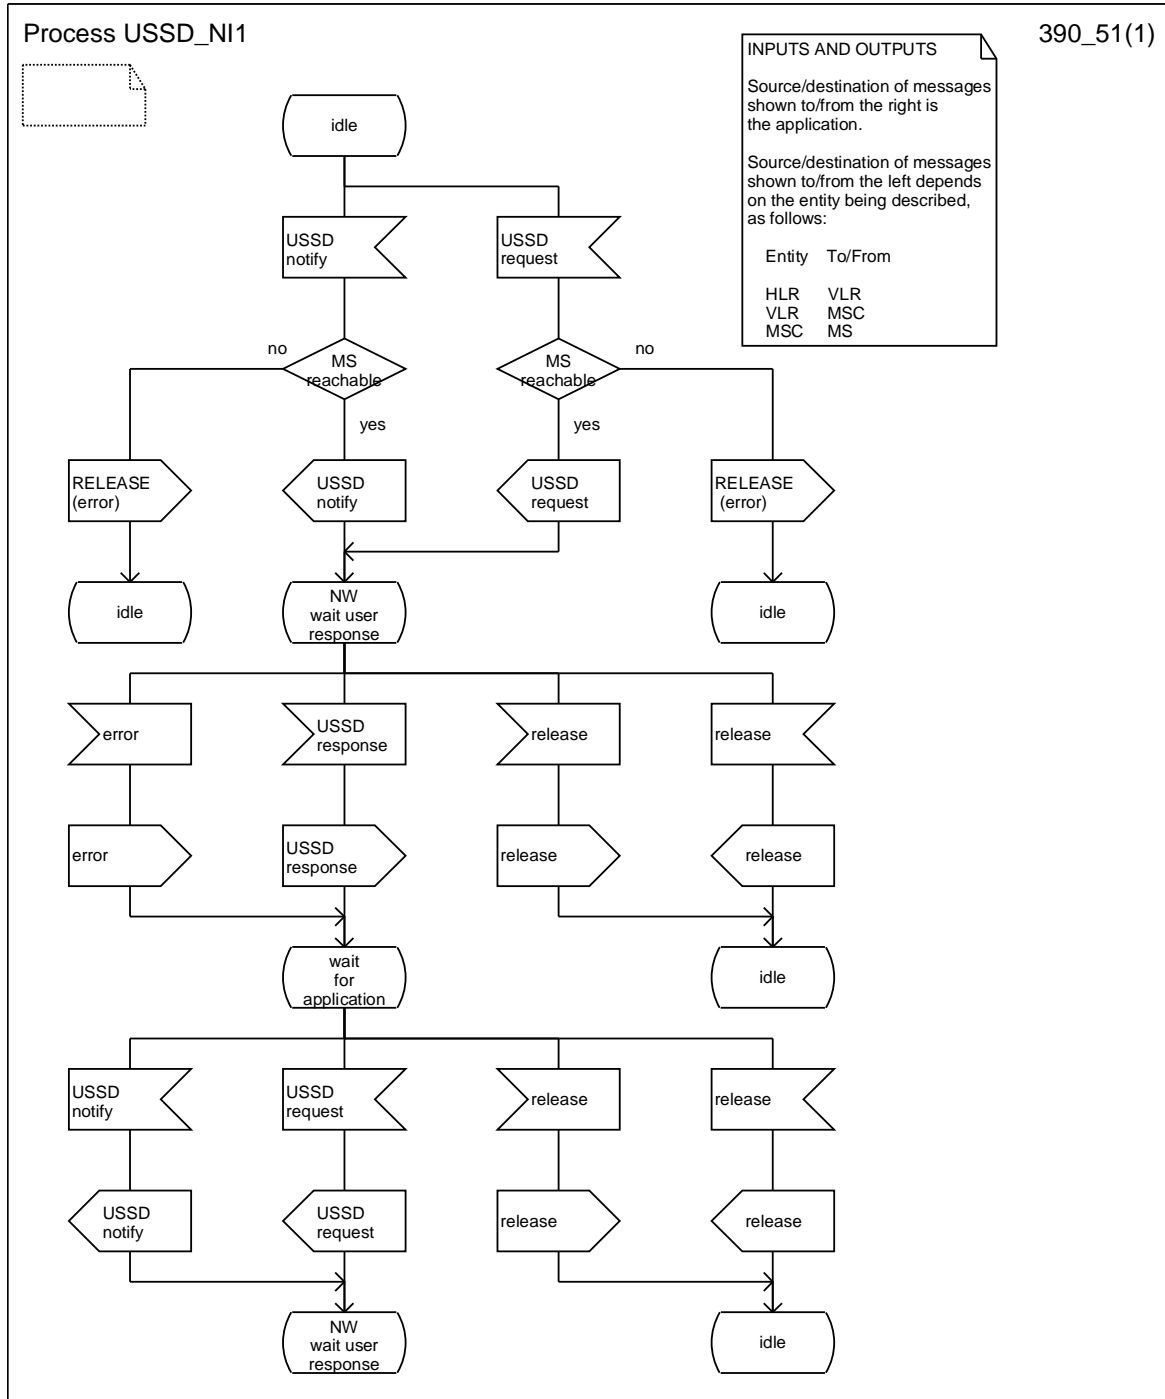 Process USSD_NI1
390_51(1)
INPUTS AND OUTPUTS
Source/destination of messages
shown to/from the right is
the application.
Source/destination of messages
shown to/from the left depends
on the entity being described,
as follows:
Entity To/From
HLR VLR
VLR MSC
MSC MS
idle
USSD
notify
USSD
request
no
MS
reachable
yes
MS
reachable
no
yes
RELEASE
(error)
USSD
notify
USSD
request
RELEASE
(error)
idle
NW
wait user
response
idle
error
USSD
response
release
release
error
USSD
response
release
release
wait
for
application
idle
USSD
notify
USSD
request
release
release
USSD
notify
USSD
request
release
release
NW
wait user
response
idle